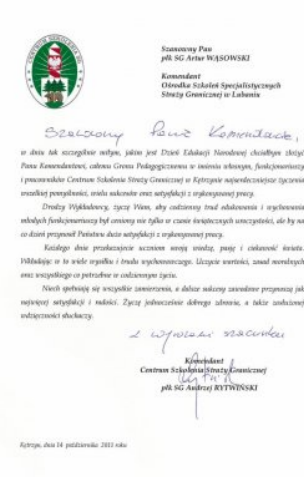 CENTRUM SZKOLENIA SG
Szanowny Pan
płk SG Artur WĄSOWSKI
Komendant
Ośrodka Szkoleń Specjalistycznych
Straży Granicznej w Lubaniu
Szanowny Panie Komendancie,
w dniu tak szczególnie miłym, jakim jest Dzień Edukacji Narodowej chciałbym złożyć
Panu Komendantowi, całemu Gronu Pedagogicznemu w imieniu własnym, funkcjonariuszy
i pracowników Centrum Szkolenia Straży Granicznej w Kętrzynie najserdeczniejsze życzenia
wszelkiej pomyślności, wielu sukcesów oraz satysfakcji z wykonywanej pracy.
Drodzy Wykładowcy, życzę Wam, aby codzienny trud edukowania i wychowania
młodych funkcjonariuszy był ceniony nie tylko w czasie świątecznych uroczystości, ale by na
co dzień przynosił Państwu dużo satysfakcji z wykonywanej pracy.
Każdego dnia przekazujecie uczniom swoją wiedzę, pasję i ciekawość świata.
Wkładając w to wiele wysiłku i trudu wychowawczego. Uczycie wartości, zasad moralnych
oraz wszystkiego co potrzebne w codziennym życiu.
Niech spełniają się wszystkie zamierzenia, a dalsze sukcesy zawodowe przynoszą jak
najwięcej satysfakcji i radości. Życzę jednocześnie dobrego zdrowia, a także zasłużonej
wdzięczności słuchaczy.
z wyrazami szacunku
Komendant
Centrum Szkolenia Straży Granicznej
płk SG Andrzej RYTWIŃSKI
Kętrzyn, dnia 14 października 2013 roku